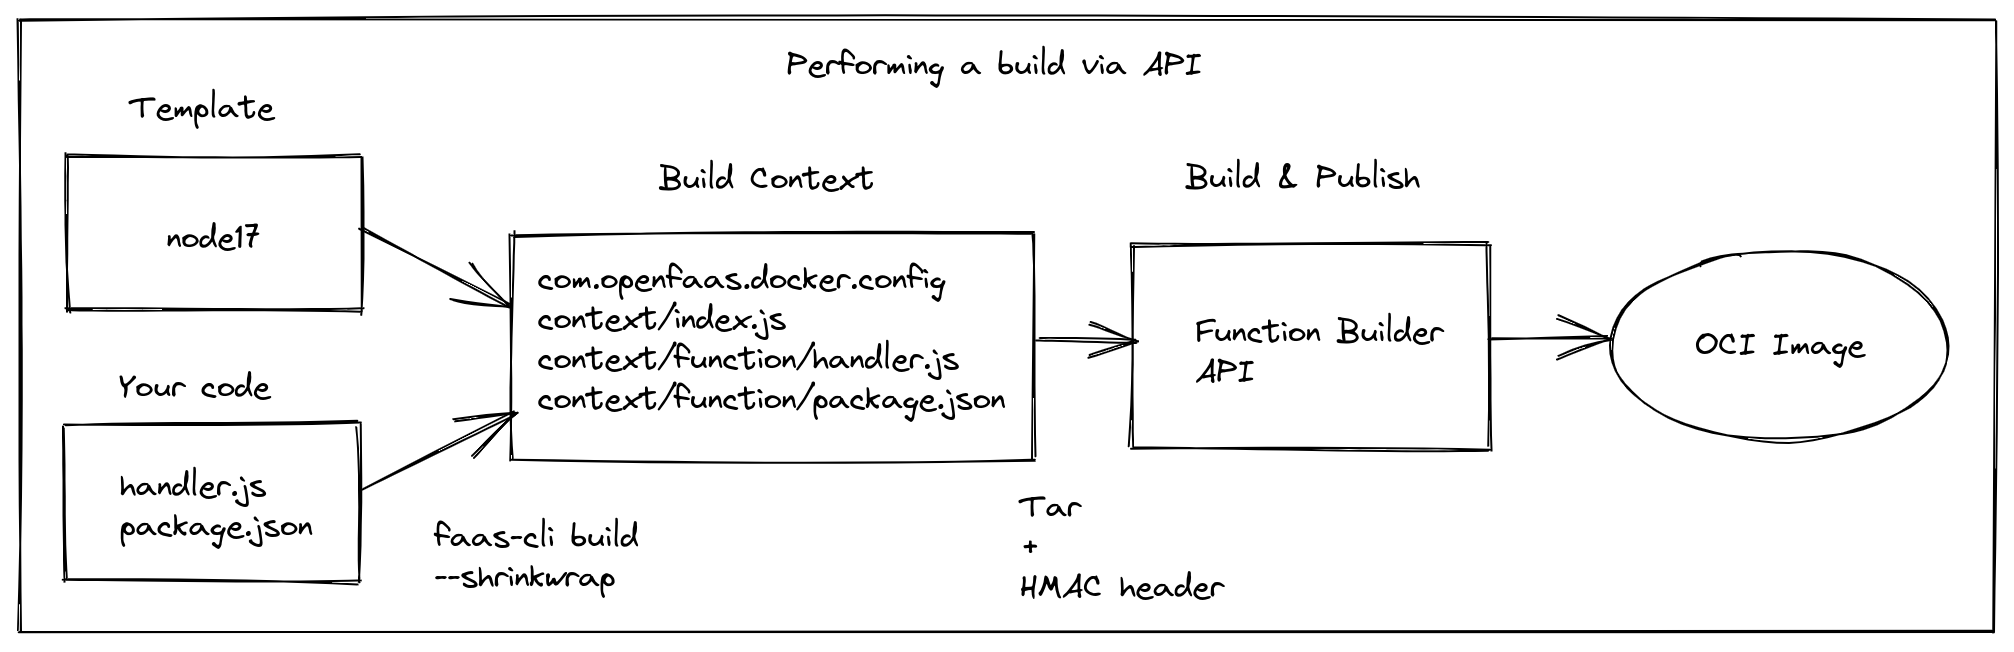 Performing a build via API
Template
node17
Your code
handler.js
package.json
faas-cli build
--shrinkwrap
Build Context
com.openfaas.docker.config
context/index.js
context/function/handler.js
context/function/package.json
Tar
+
HMAC header
Build & Publish
Function Builder
API
OCI Image